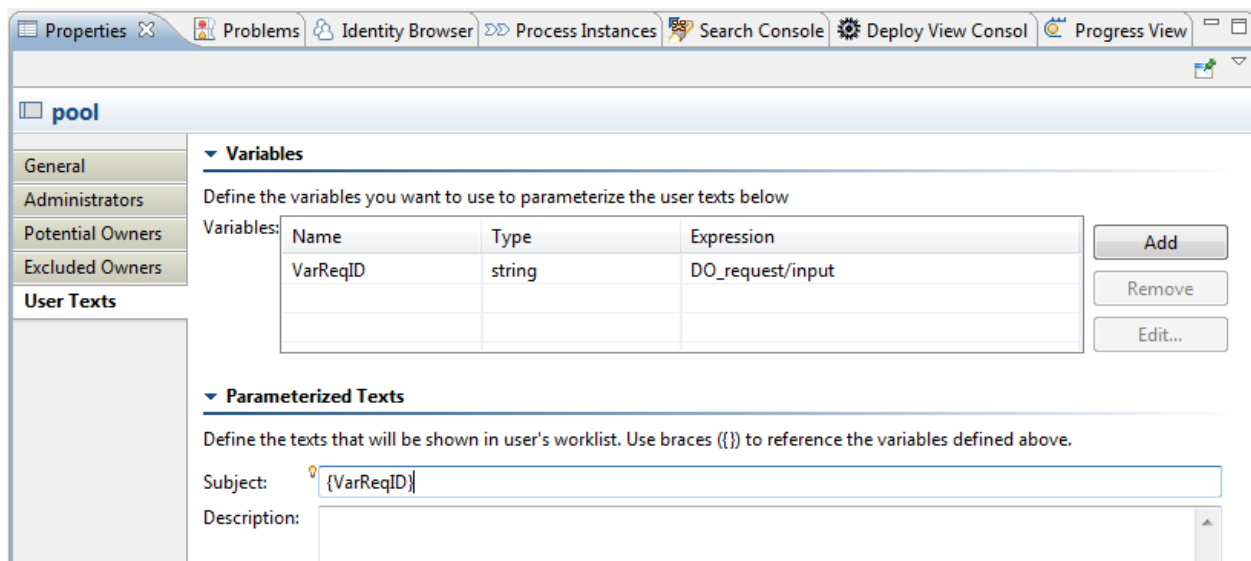 Properties Problems Identity Browser Process Instances Search Console Deploy View Consol Progress View
pool
General
Administrators
Potential Owners
Excluded Owners
User Texts
Variables
Define the variables you want to use to parameterize the user texts below
Variables: Name Type Expression
VarReqID string DO_request/input
Add
Remove
Edit...
Parameterized Texts
Define the texts that will be shown in user's worklist. Use braces ({}) to reference the variables defined above.
Subject: {VarReqID}
Description: